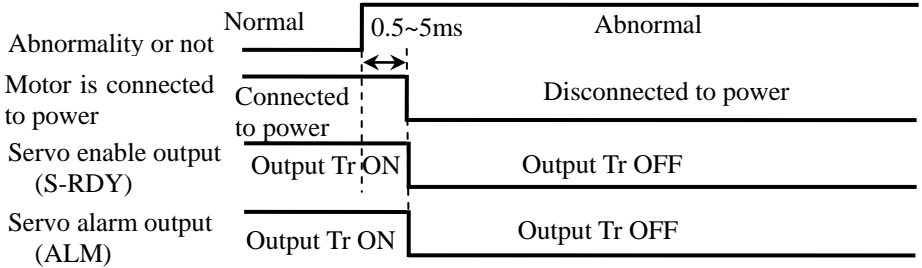 Normal
0.5~5ms
Abnormal
Abnormality or not
Motor is connected
to power
Connected
to power
Disconnected to power
Servo enable output
(S-RDY)
Output Tr ON
Output Tr OFF
Servo alarm output
(ALM)
Output Tr ON
Output Tr OFF